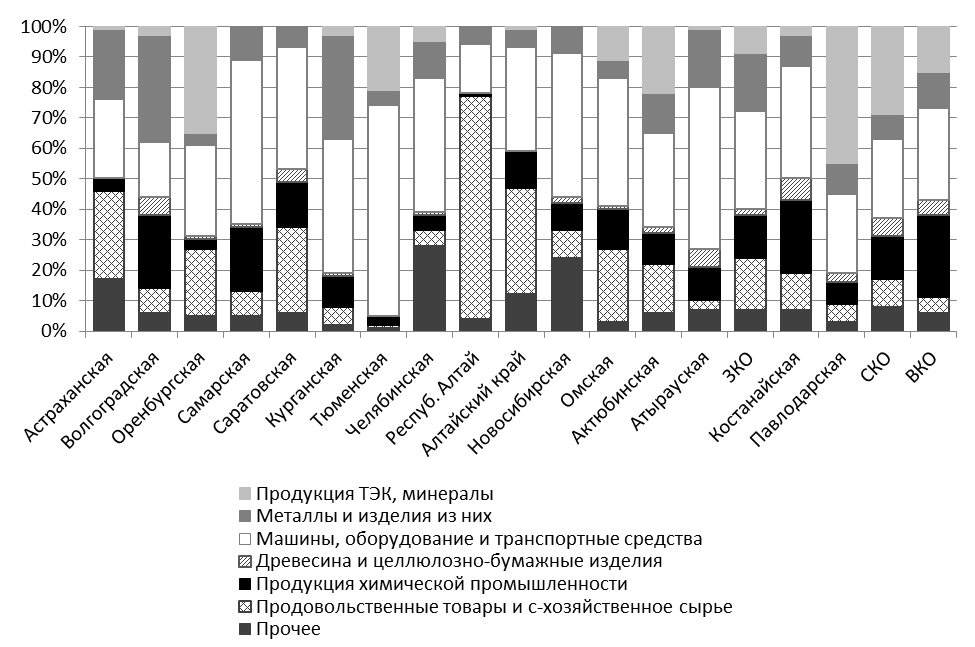 100%
90%
80%
70%
60%
50%
40%
30%
20%
10%
0%
Астраханская
Волгоградская
Оренбургская
Самарская
Саратовская
Курганская
Тюменская
Челябинская
Респуб. Алтай
Алтайский край
Новосибирская
Омская
Актюбинская
Атырауская
ЗКО
Костанайская
Павлодарская
СКО
ВКО
Продукция ТЭК, минералы
Металлы и изделия из них
Машины, оборудование и транспортные средства
Древесина и целлюлозно-бумажные изделия
Продукция химической промышленности
Продовольственные товары и с-хозяйственное сырье
Прочее